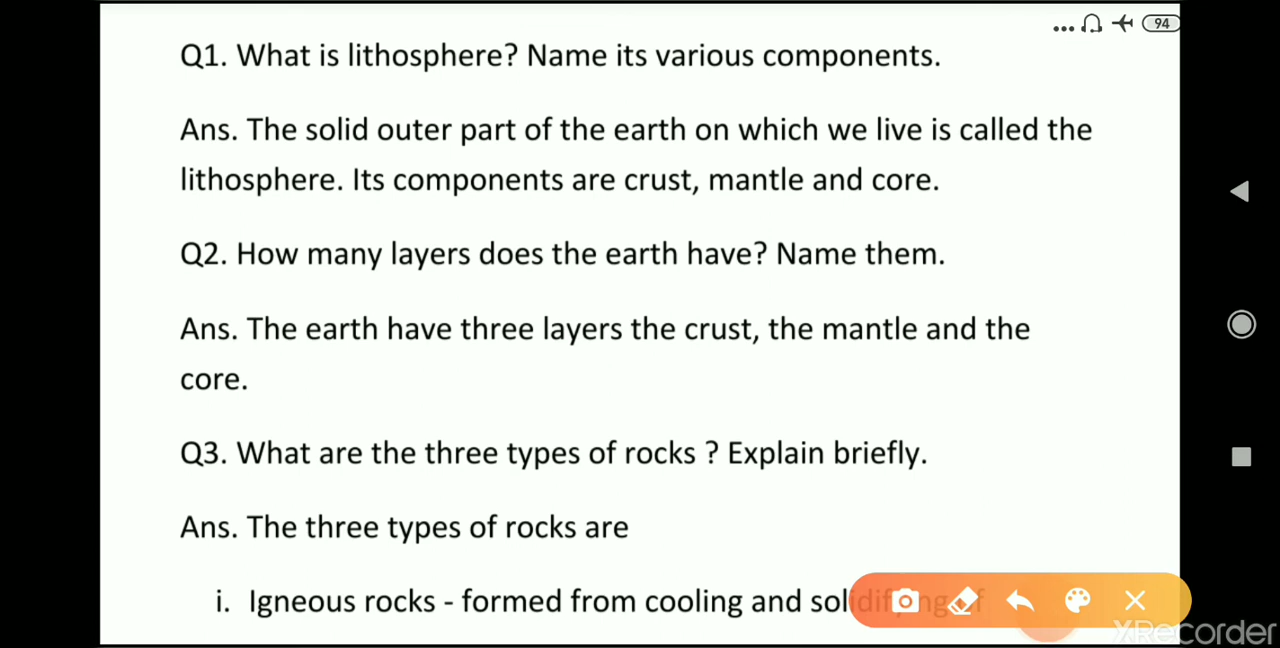 94
Q1. What is lithosphere? Name its various components.
Ans. The solid outer part of the earth on which we live is called the
lithosphere. Its components are crust, mantle and core.
Q2. How many layers does the earth have? Name them.
Ans. The earth have three layers the crust, the mantle and the
core.
Q3. What are the three types of rocks ? Explain briefly.
Ans. The three types of rocks are
i. Igneous rocks - formed from cooling and
XRecorder